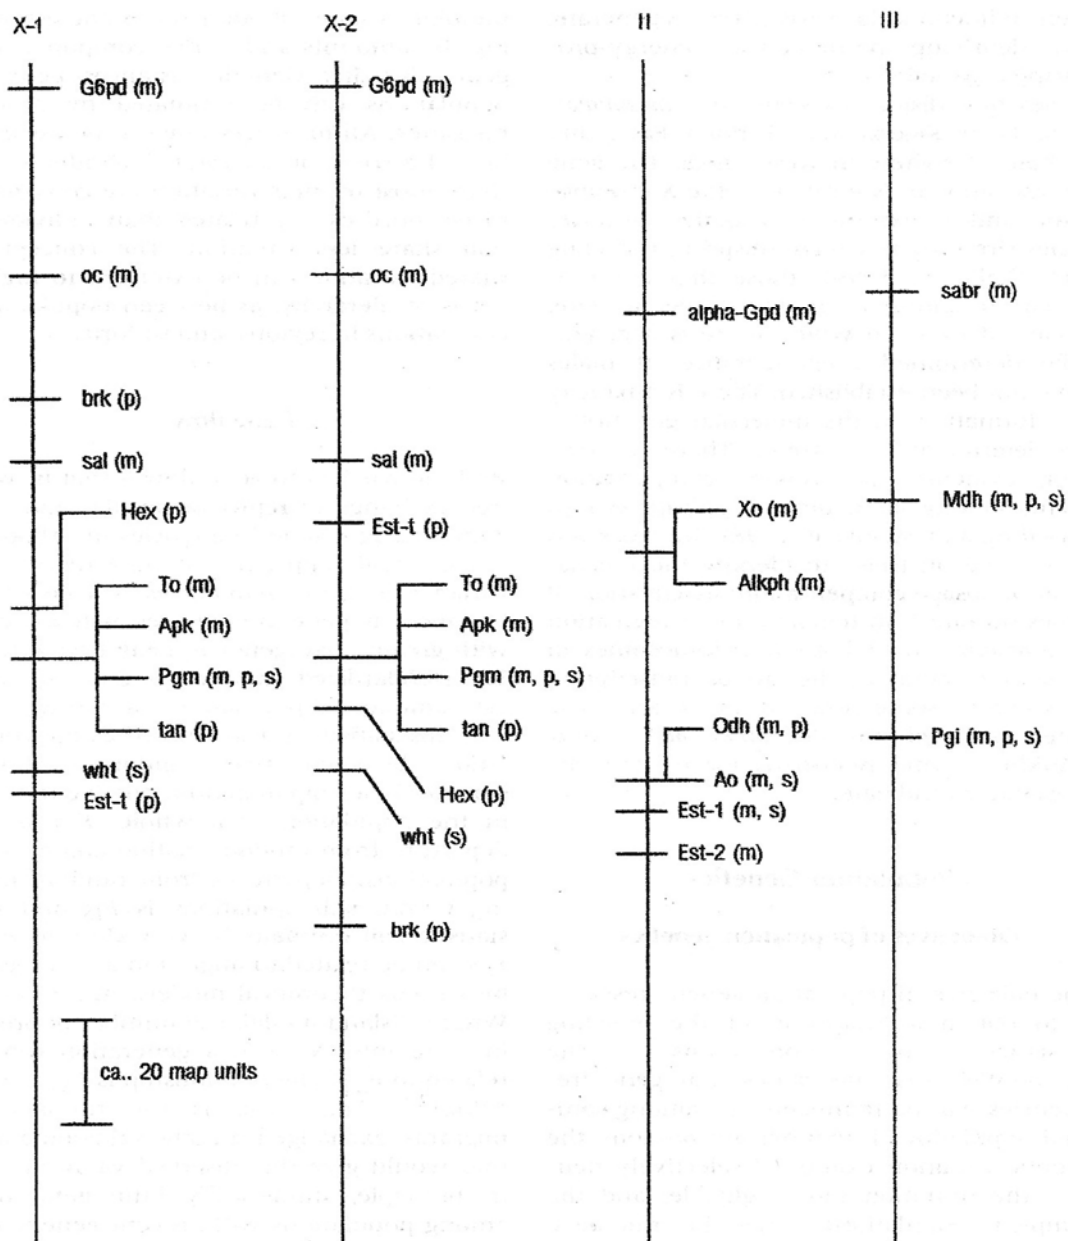 X-1
X-2
II
III
G6pd (m)
oc (m)
brk (p)
sal (m)
Hex (p)
To (m)
Apk (m)
Pgm (m, p, s)
tan (p)
wht (s)
Est-t (p)
ca., 20 map units
G6pd (m)
oc (m)
sal (m)
Est-t (p)
To (m)
Apk (m)
Pgm (m, p, s)
tan (p)
Hex (p)
wht (s)
brk (p)
alpha-Gpd (m)
Xo (m)
Alkph (m)
Odh (m, p)
Ao (m, s)
Est-1 (m, s)
Est-2 (m)
sabr (m)
Mdh (m, p, s)
Pgi (m, p, s)